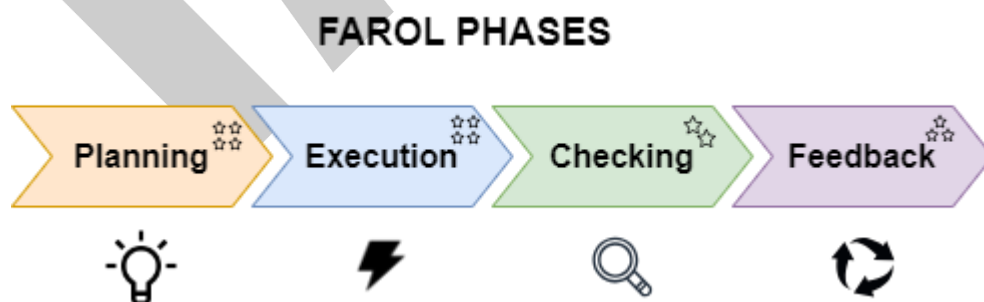 FAROL PHASES
Planning
Execution
Checking
Feedback